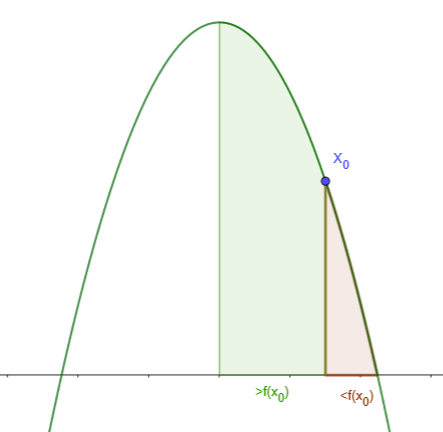 X₀
>f(x₀)
<f(x₀)